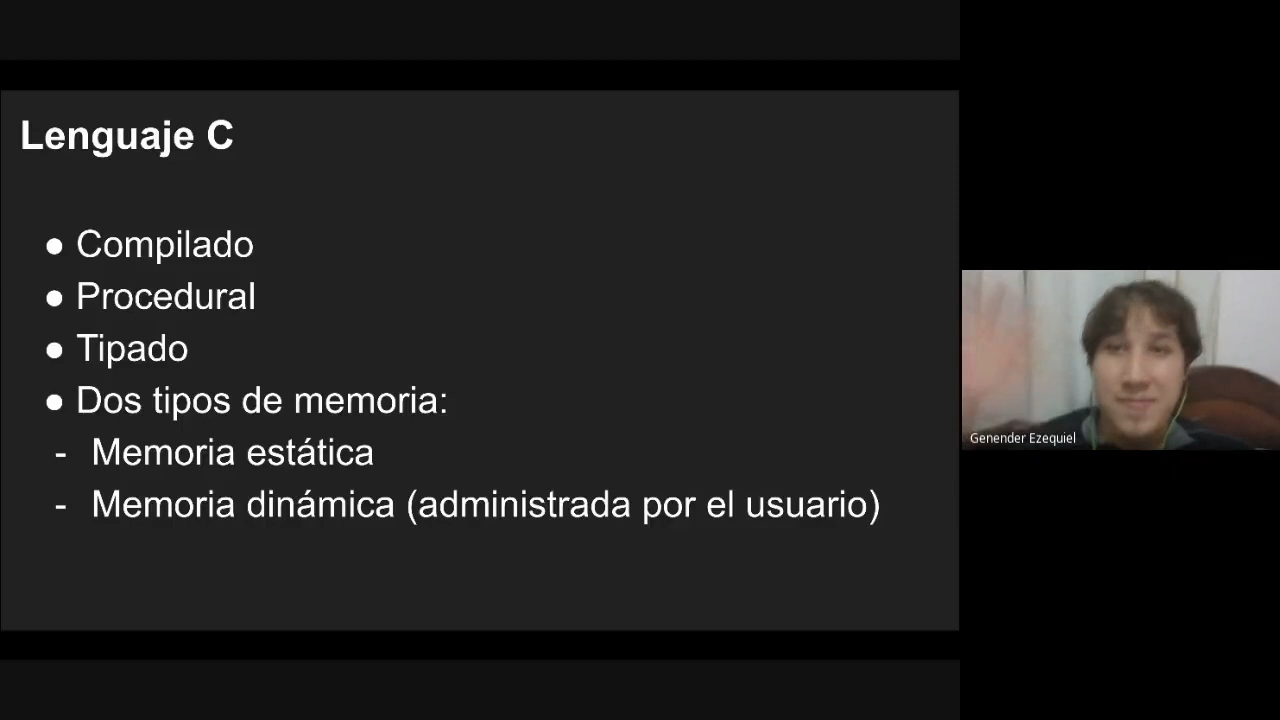 Lenguaje C
● Compilado
● Procedural
● Tipado
● Dos tipos de memoria:
- Memoria estática
- Memoria dinámica (administrada por el usuario)
Genender Ezequiel